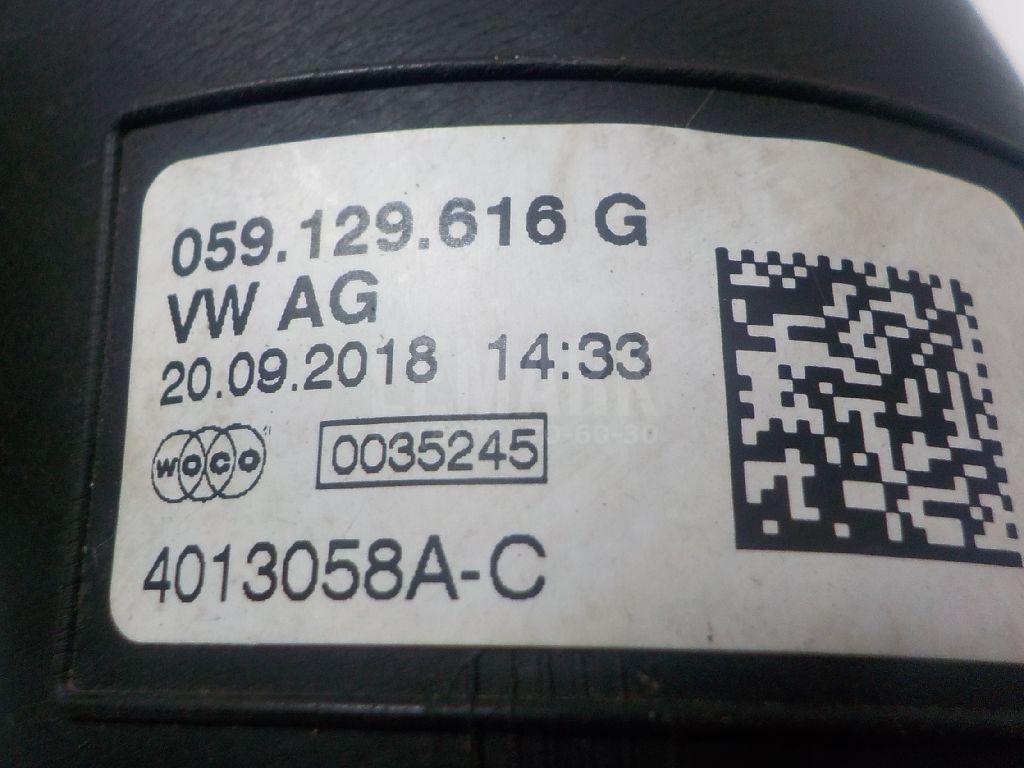 059.129.616 G
VW AG
20.09.2018 14:33
woco 0035245
4013058A-C